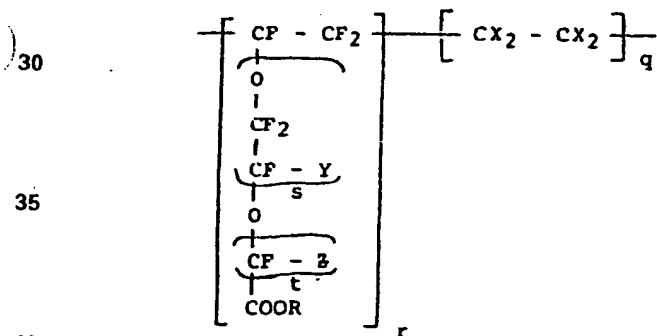 30 CF - CF2 CX2 - CX2 q
O
CF2
CF - Y
s
35
O
CF - Z
t
COOR
r